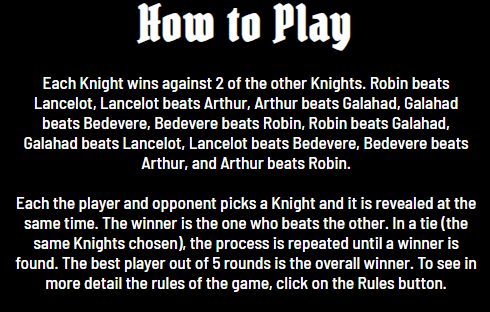 How to Play
Each Knight wins against 2 of the other Knights. Robin beats
Lancelot, Lancelot beats Arthur, Arthur beats Galahad, Galahad
beats Bedevere, Bedevere beats Robin, Robin beats Galahad,
Galahad beats Lancelot, Lancelot beats Bedevere, Bedevere beats
Arthur, and Arthur beats Robin.
Each the player and opponent picks a Knight and it is revealed at the
same time. The winner is the one who beats the other. In a tie (the
same Knights chosen), the process is repeated until a winner is
found. The best player out of 5 rounds is the overall winner. To see in
more detail the rules of the game, click on the Rules button.